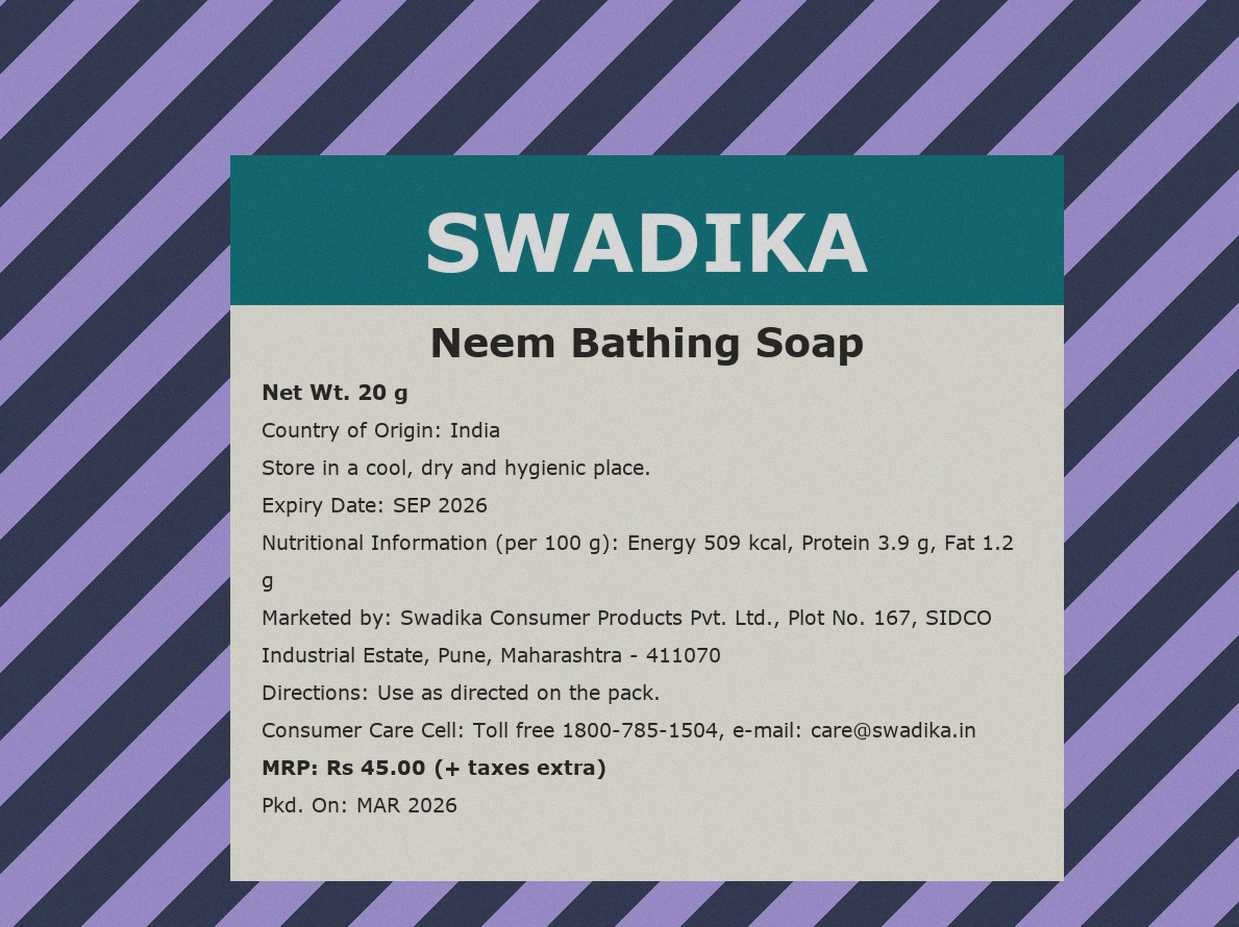 SWADIKA
Neem Bathing Soap
Net Wt. 20 g
Country of Origin: India
Store in a cool, dry and hygienic place.
Expiry Date: SEP 2026
Nutritional Information (per 100 g): Energy 509 kcal, Protein 3.9 g, Fat 1.2
g
Marketed by: Swadika Consumer Products Pvt. Ltd., Plot No. 167, SIDCO
Industrial Estate, Pune, Maharashtra - 411070
Directions: Use as directed on the pack.
Consumer Care Cell: Toll free 1800-785-1504, e-mail: care@swadika.in
MRP: Rs 45.00 (+ taxes extra)
Pkd. On: MAR 2026